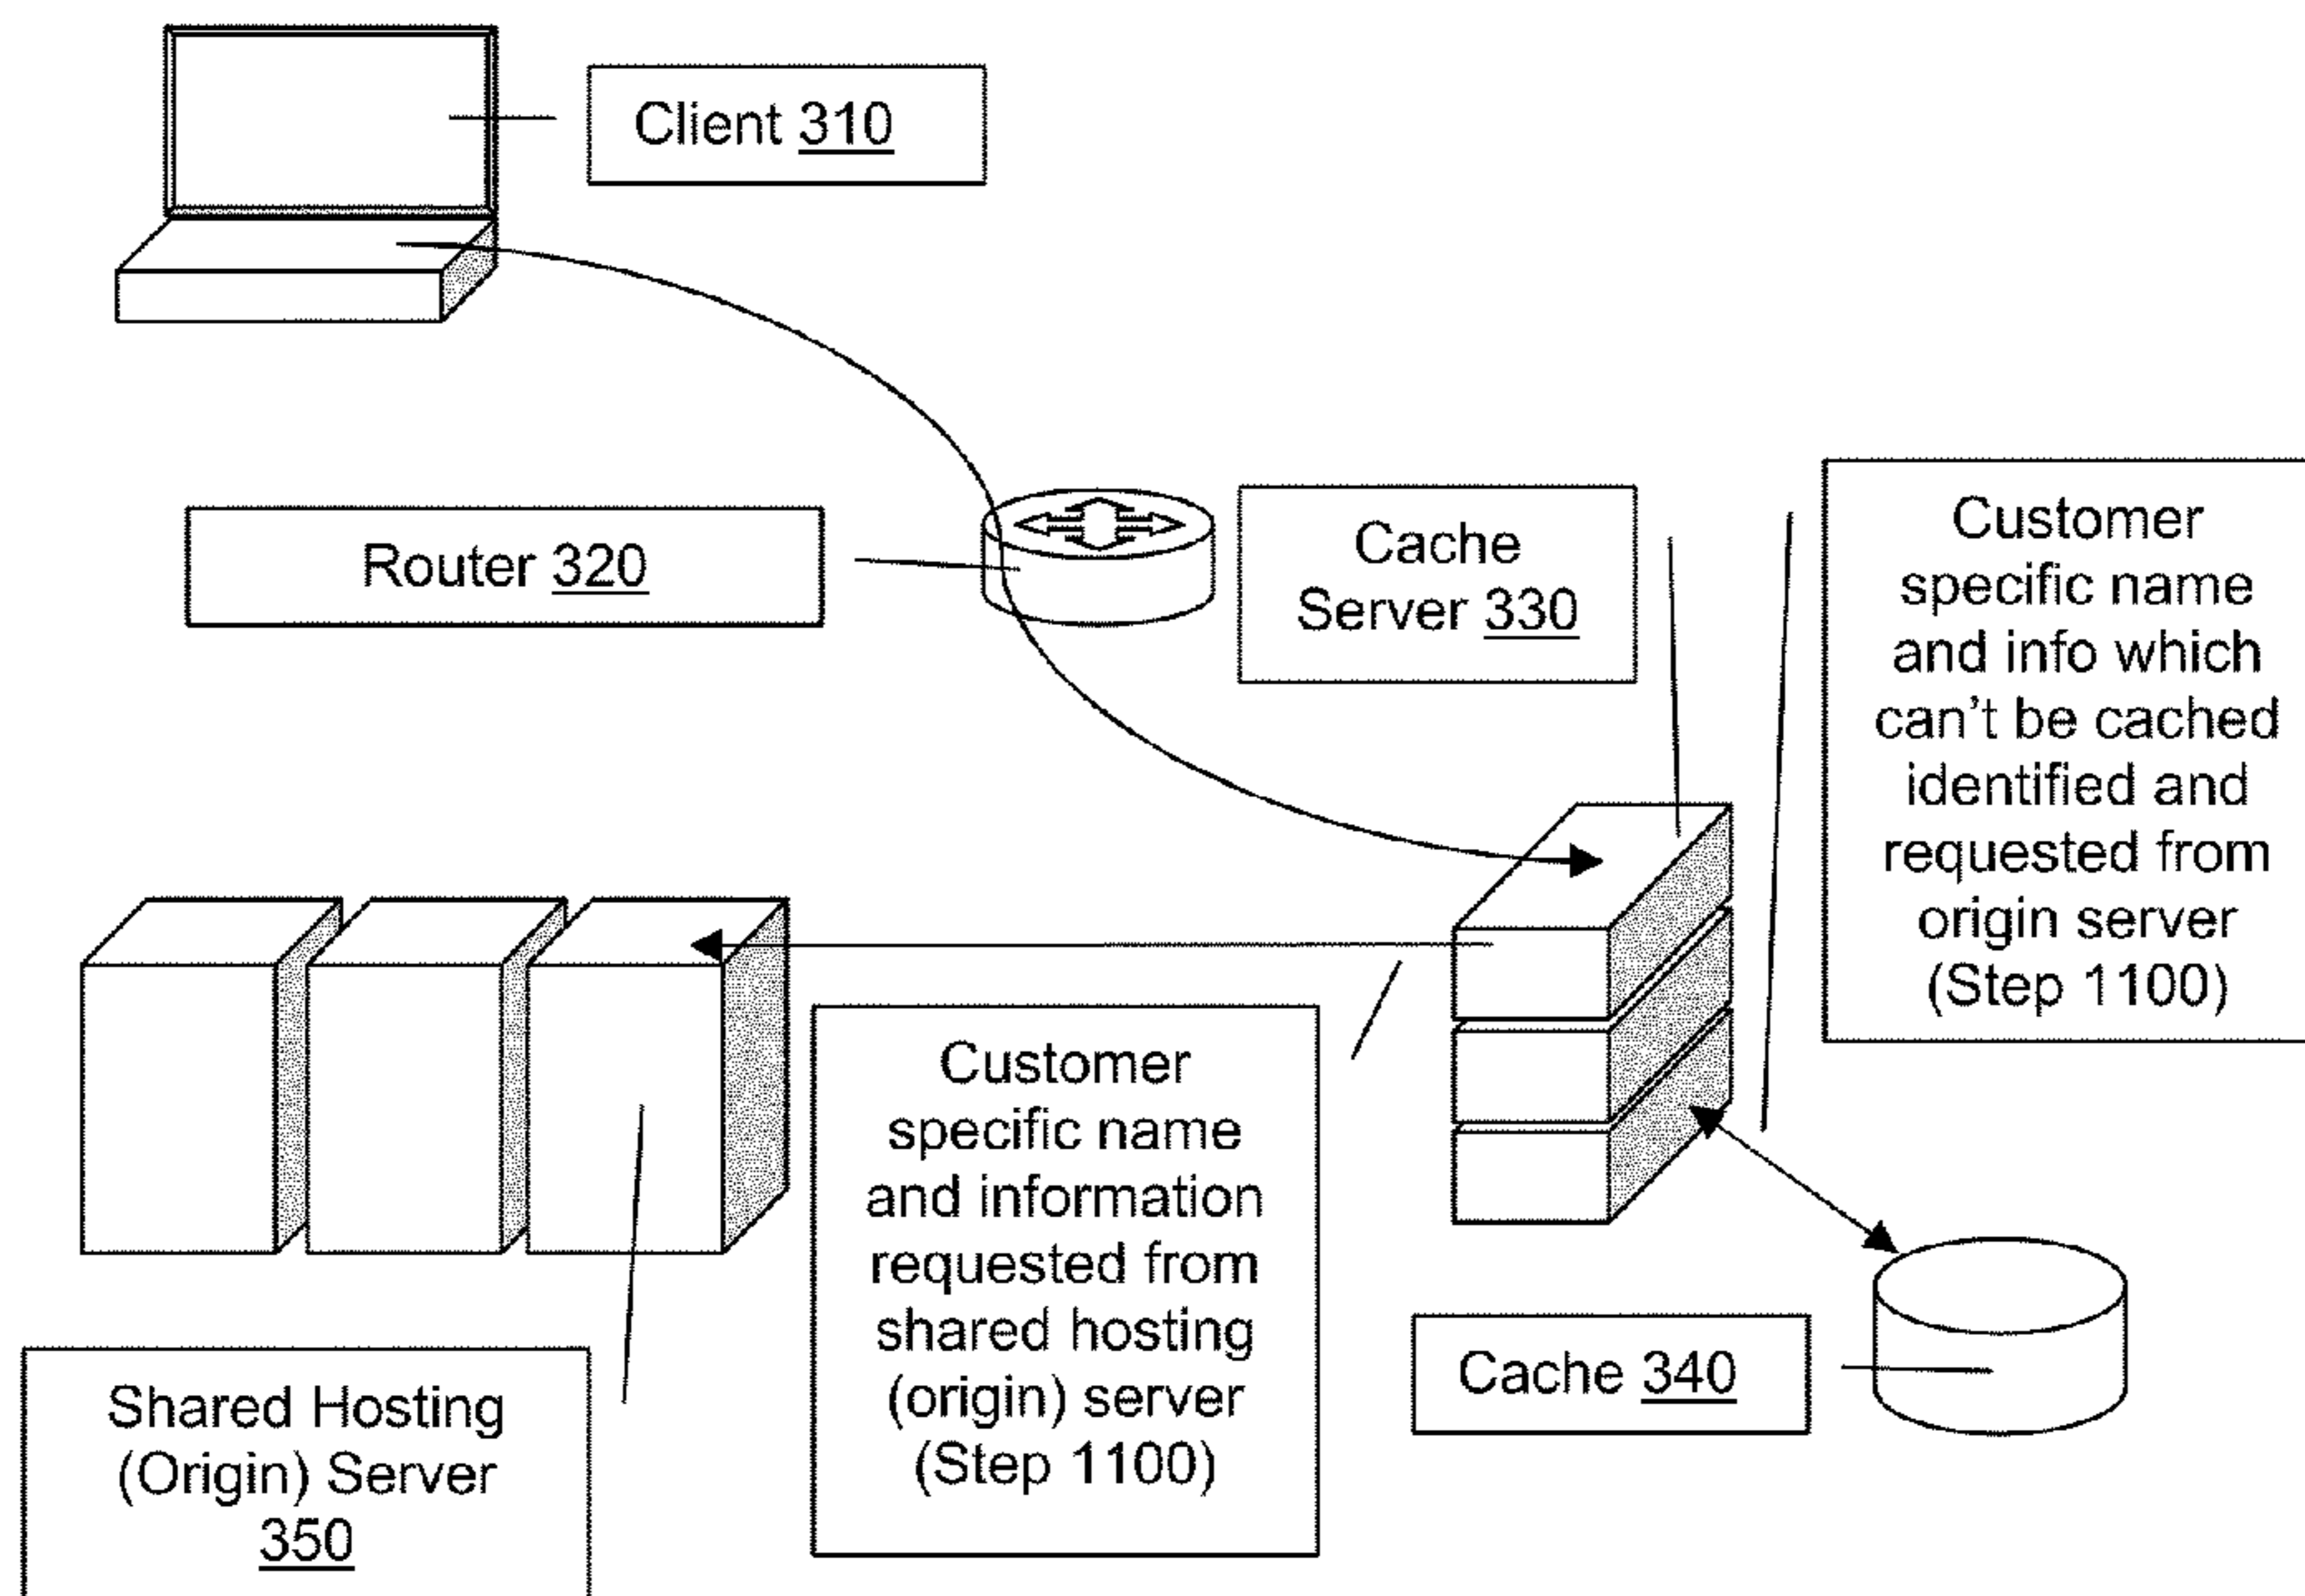 Client 310
Router 320
Cache
Server 330
Customer
specific name
and info which
can't be cached
identified and
requested from
origin server
(Step 1100)
Customer
specific name
and information
requested from
shared hosting
(origin) server
(Step 1100)
Cache 340
Shared Hosting
(Origin) Server
350